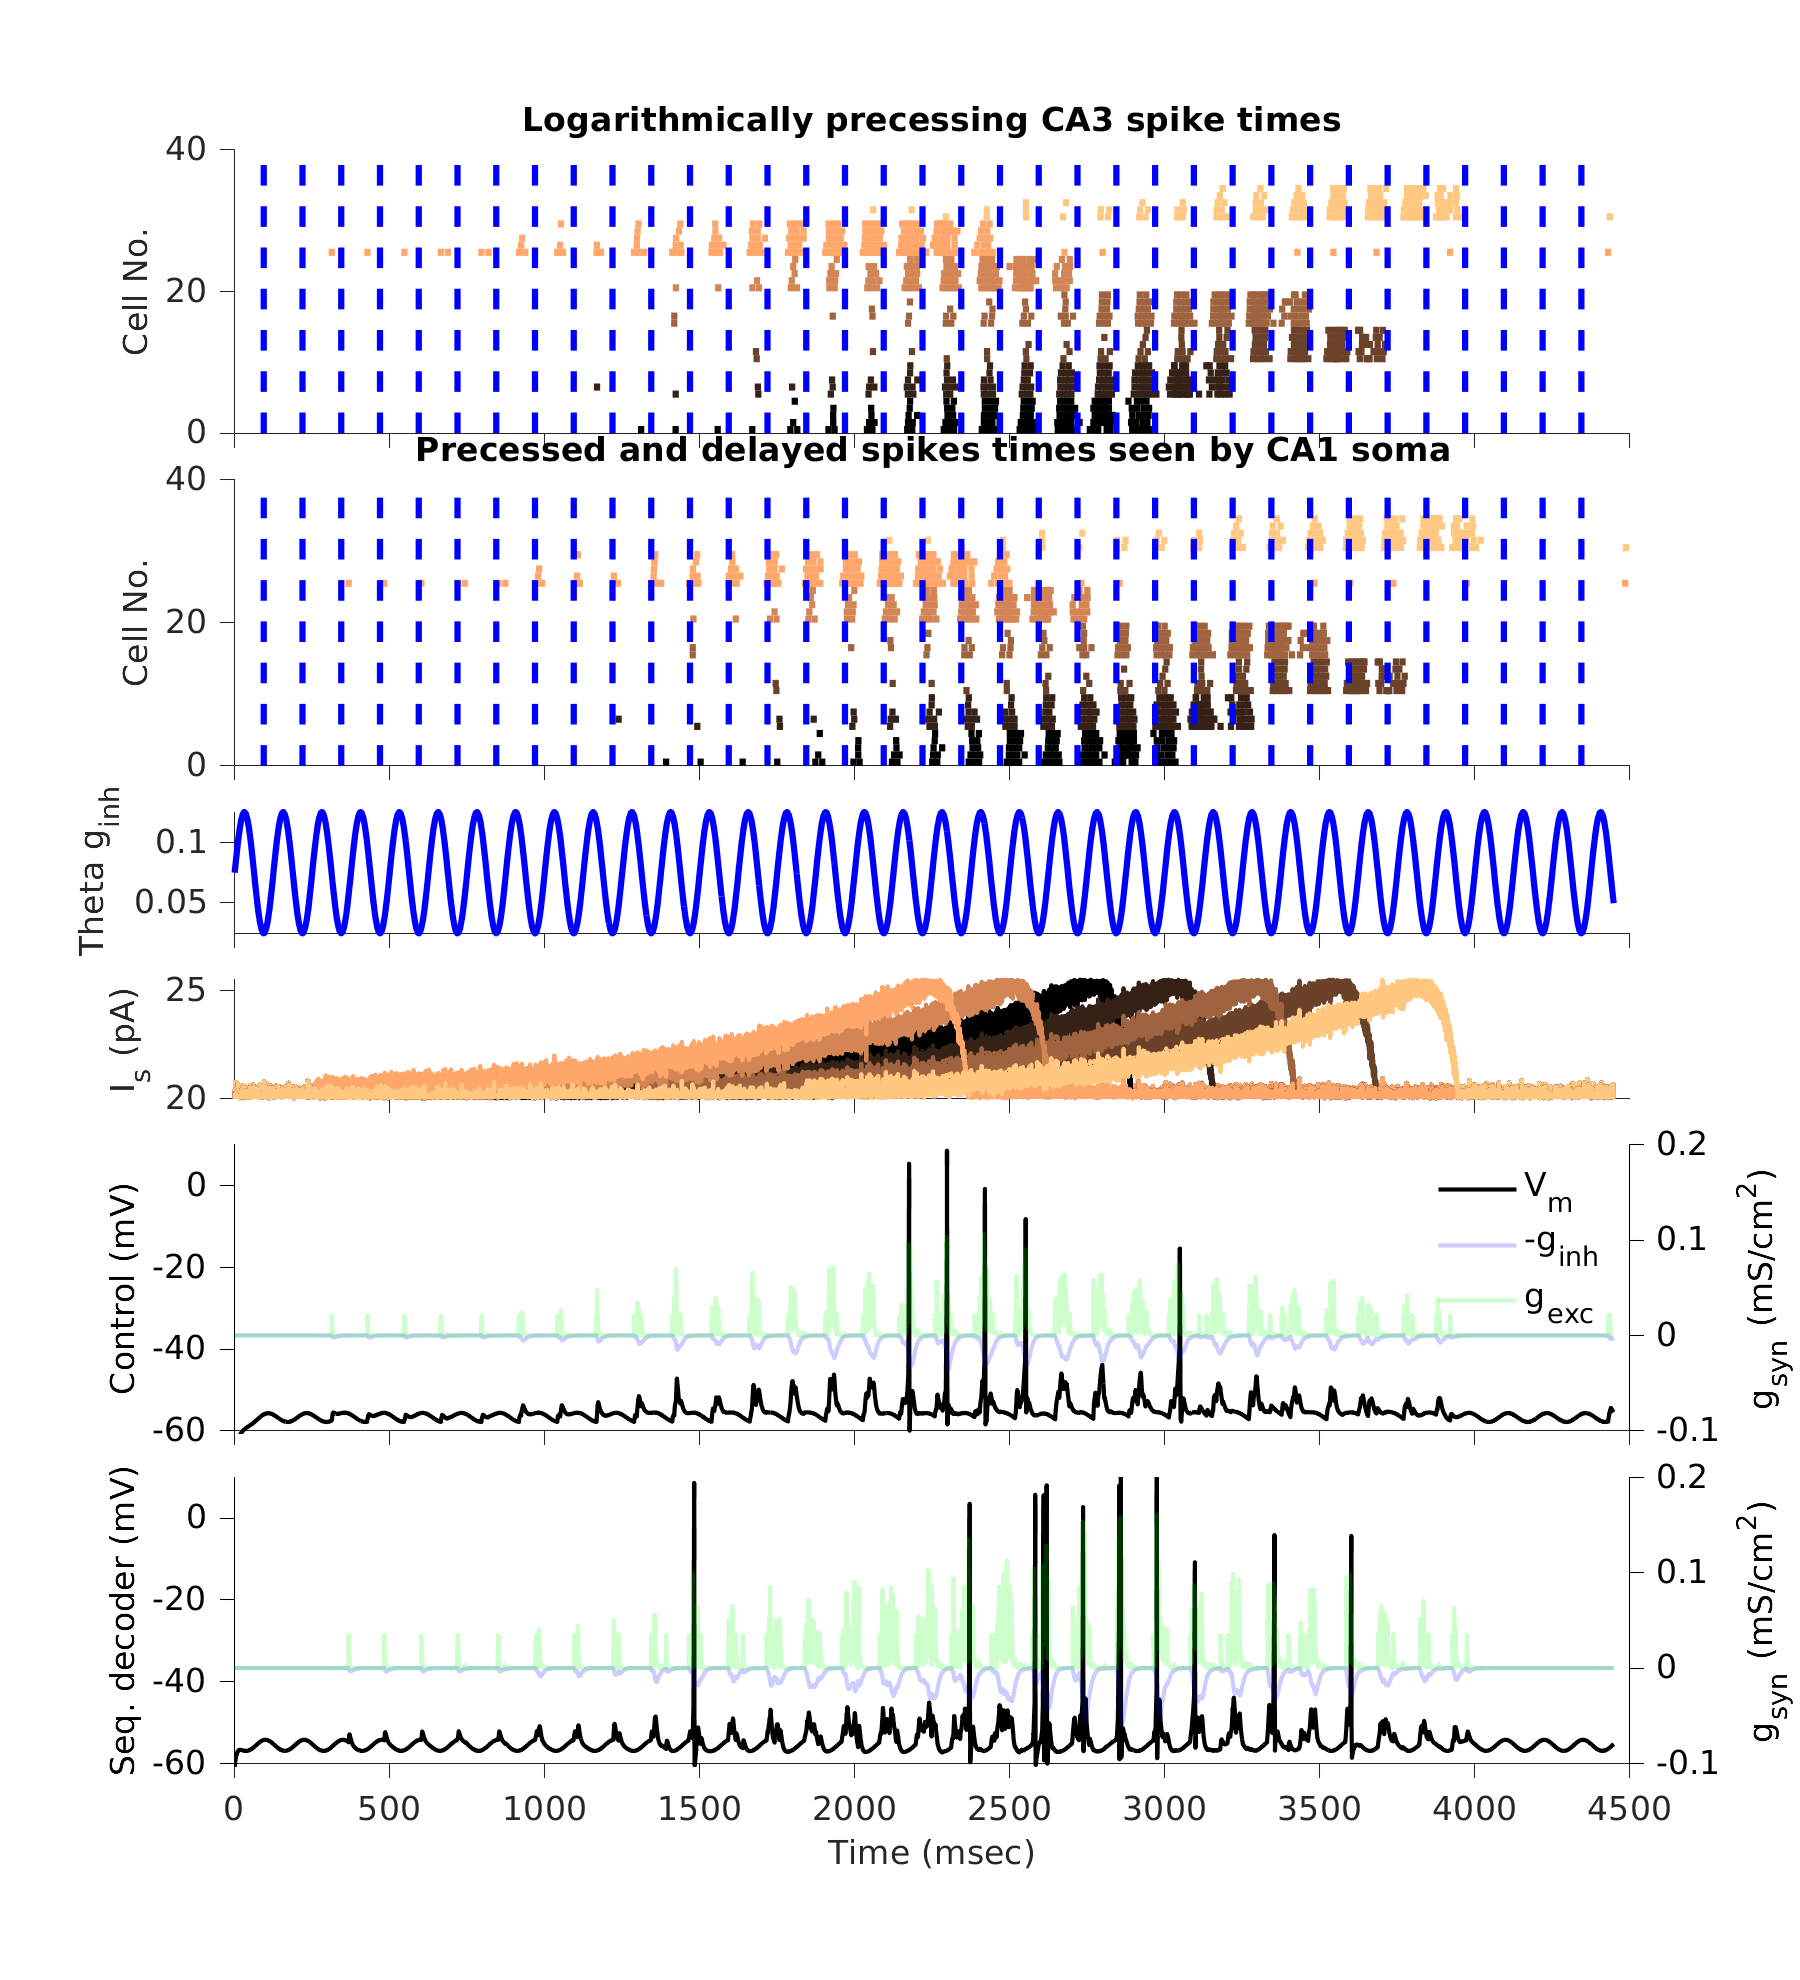 Logarithmically precessing CA3 spike times
40
20
0
Cell No.
Precessed and delayed spikes times seen by CA1 soma
40
20
0
Cell No.
0.1
0.05
Theta g_inh
25
20
I_s (pA)
0
-20
-40
-60
Control (mV)
V_m
-g_inh
g_exc
0.2
0.1
0
-0.1
g_syn (mS/cm^2)
0
-20
-40
-60
Seq. decoder (mV)
0.2
0.1
0
-0.1
g_syn (mS/cm^2)
0 500 1000 1500 2000 2500 3000 3500 4000 4500
Time (msec)